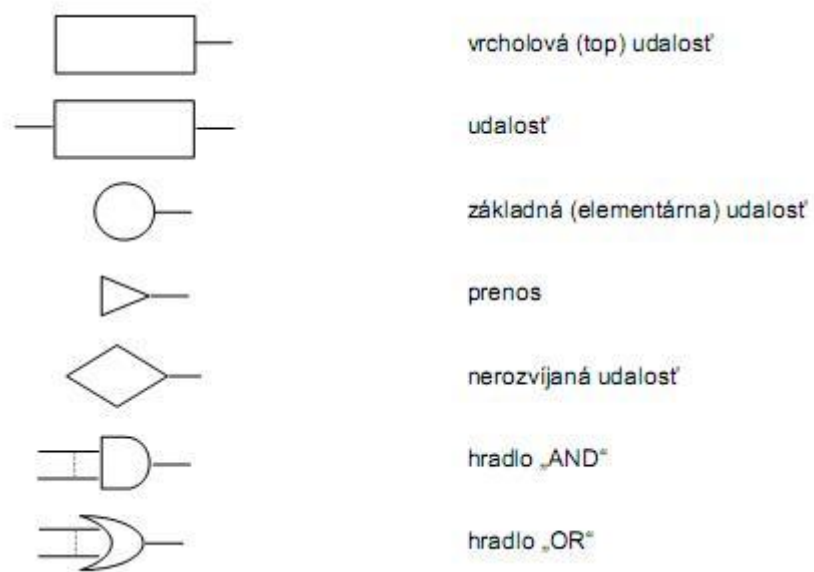 vrcholová (top) udalosť
udalosť
základná (elementárna) udalosť
prenos
nerozvíjaná udalosť
hradlo „AND“
hradlo „OR“